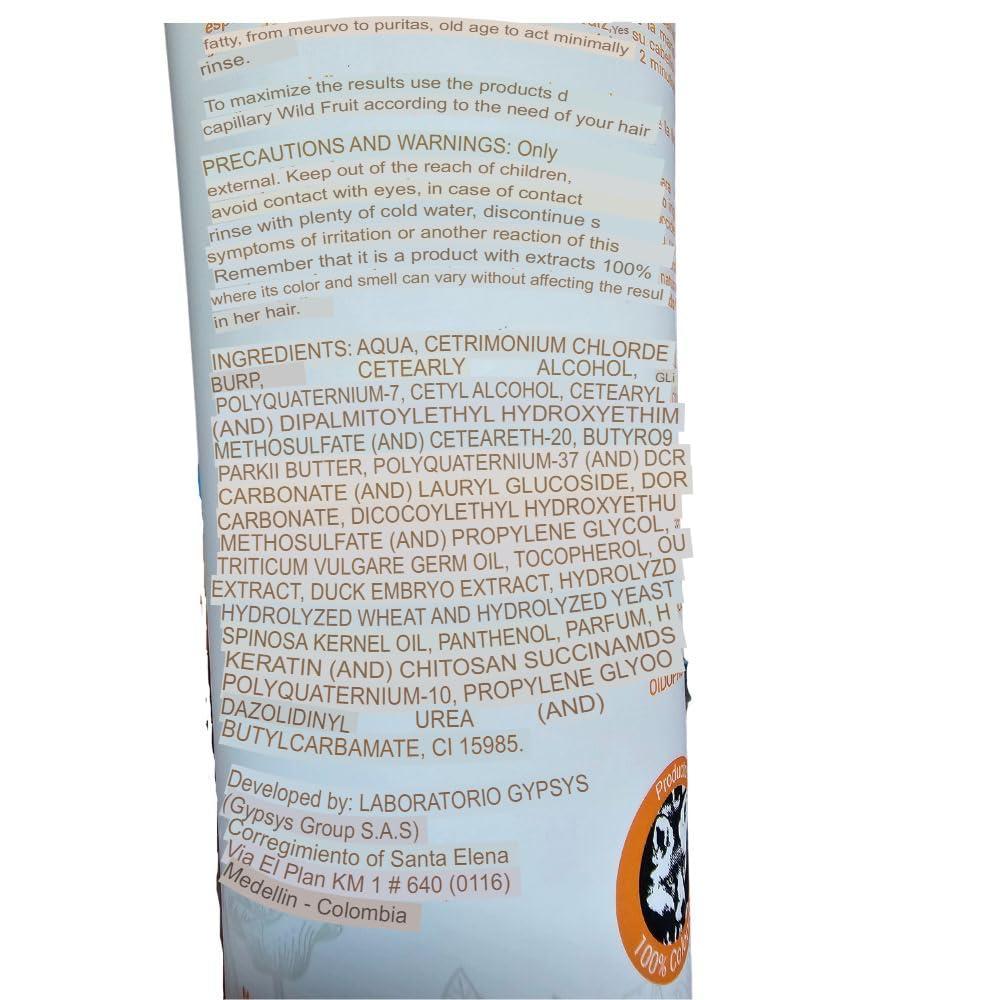 fatty, from meurvo to puritas, old age to act minimally
rinse.
Yes su
2
To maximize the results use the products d
capillary Wild Fruit according to the need of your hair
PRECAUTIONS AND WARNINGS: Only
external. Keep out of the reach of children,
avoid contact with eyes, in case of contact
rinse with plenty of cold water, discontinue s
symptoms of irritation or another reaction of this
Remember that it is a product with extracts 100%
where its color and smell can vary without affecting the resul
in her hair.
INGREDIENTS: AQUA, CETRIMONIUM CHLORDE
BURP, CETEARLY ALCOHOL, GLI
POLYQUATERNIUM-7, CETYL ALCOHOL, CETEARYL
(AND) DIPALMITOYLETHYL HYDROXYETHIM
METHOSULFATE (AND) CETEARETH-20, BUTYRO9
PARKII BUTTER, POLYQUATERNIUM-37 (AND) DCR
CARBONATE (AND) LAURYL GLUCOSIDE, DOR
CARBONATE, DICOCOYLETHYL HYDROXYETHU
METHOSULFATE (AND) PROPYLENE GLYCOL,
TRITICUM VULGARE GERM OIL, TOCOPHEROL, OU
EXTRACT, DUCK EMBRYO EXTRACT, HYDROLYZD
HYDROLYZED WHEAT AND HYDROLYZED YEAST
SPINOSA KERNEL OIL, PANTHENOL, PARFUM, H
KERATIN (AND) CHITOSAN SUCCINAMDS
POLYQUATERNIUM-10, PROPYLENE GLYOO
DAZOLIDINYL UREA (AND)
BUTYLCARBAMATE, CI 15985.
Developed by: LABORATORIO GYPSYS
(Gypsys Group S.A.S)
Corregimiento of Santa Elena
Via El Plan KM 1 # 640 (0116)
Medellin - Colombia
Produc
100% Co